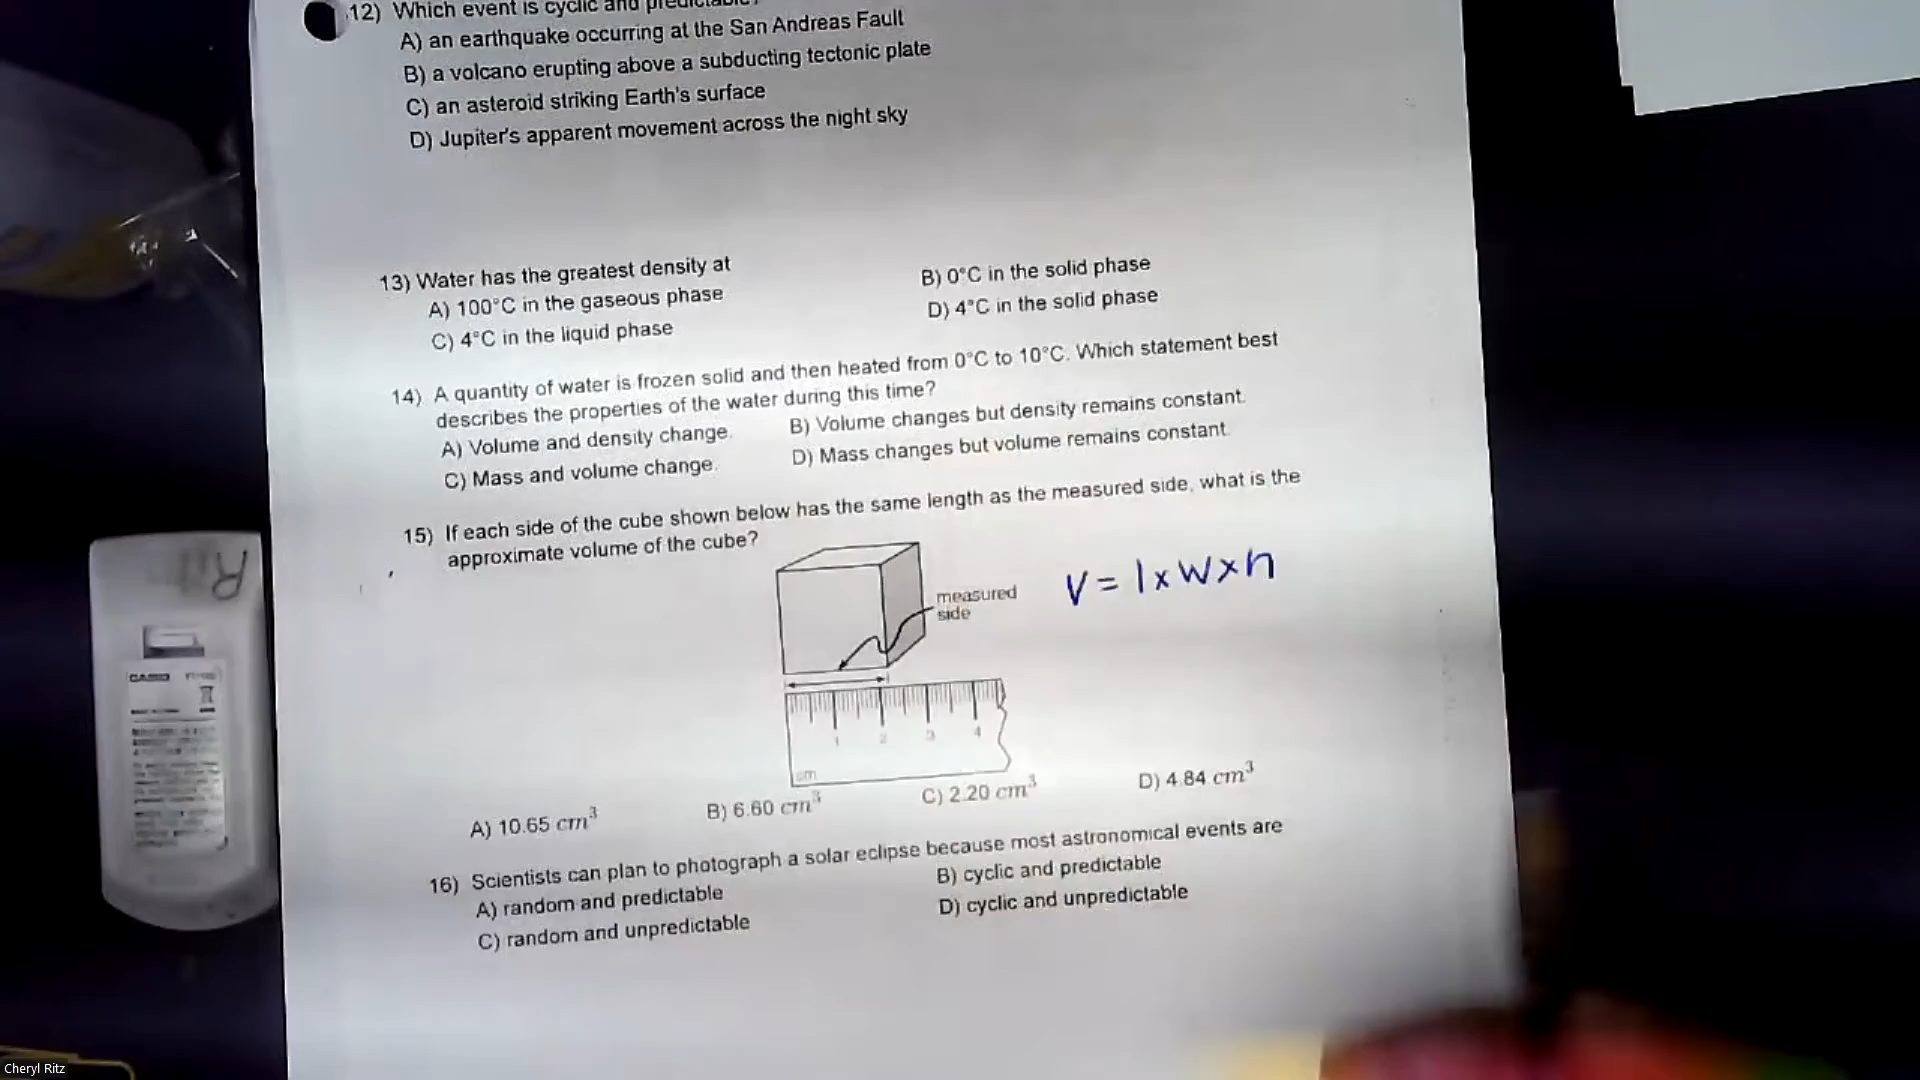 12) Which event is cyclic and predictable?
A) an earthquake occurring at the San Andreas Fault
B) a volcano erupting above a subducting tectonic plate
C) an asteroid striking Earth's surface
D) Jupiter's apparent movement across the night sky
13) Water has the greatest density at
A) 100°C in the gaseous phase
B) 0°C in the solid phase
C) 4°C in the liquid phase
D) 4°C in the solid phase
14) A quantity of water is frozen solid and then heated from 0°C to 10°C. Which statement best
describes the properties of the water during this time?
A) Volume and density change.
B) Volume changes but density remains constant.
C) Mass and volume change.
D) Mass changes but volume remains constant.
15) If each side of the cube shown below has the same length as the measured side, what is the
approximate volume of the cube?
measured
side
V = l x w x h
1 2 3 4
cm
A) 10.65 cm³
B) 6.60 cm³
C) 2.20 cm³
D) 4.84 cm³
16) Scientists can plan to photograph a solar eclipse because most astronomical events are
A) random and predictable
B) cyclic and predictable
C) random and unpredictable
D) cyclic and unpredictable
CASIO
Cheryl Ritz